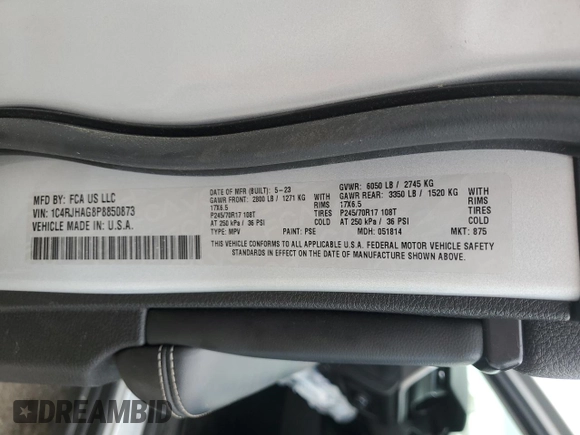 MFD BY: FCA US LLC
VIN: 1C4RJHAG8P8850873
VEHICLE MADE IN: U.S.A.
DATE OF MFR (BUILT): 5-23
GAWR FRONT: 2800 LB / 1271 KG WITH
17X6.5 RIMS
P245/70R17 108T TIRES
AT 250 kPa / 36 PSI COLD
TYPE: MPV PAINT: PSE
GVWR: 6050 LB / 2745 KG
GAWR REAR: 3350 LB / 1520 KG WITH
17X6.5 RIMS
P245/70R17 108T TIRES
AT 250 kPa / 36 PSI COLD
MDH: 051814 MKT: 875
THIS VEHICLE CONFORMS TO ALL APPLICABLE U.S.A. FEDERAL MOTOR VEHICLE SAFETY
STANDARDS IN EFFECT ON THE DATE OF MANUFACTURE SHOWN ABOVE.
DREAMBID